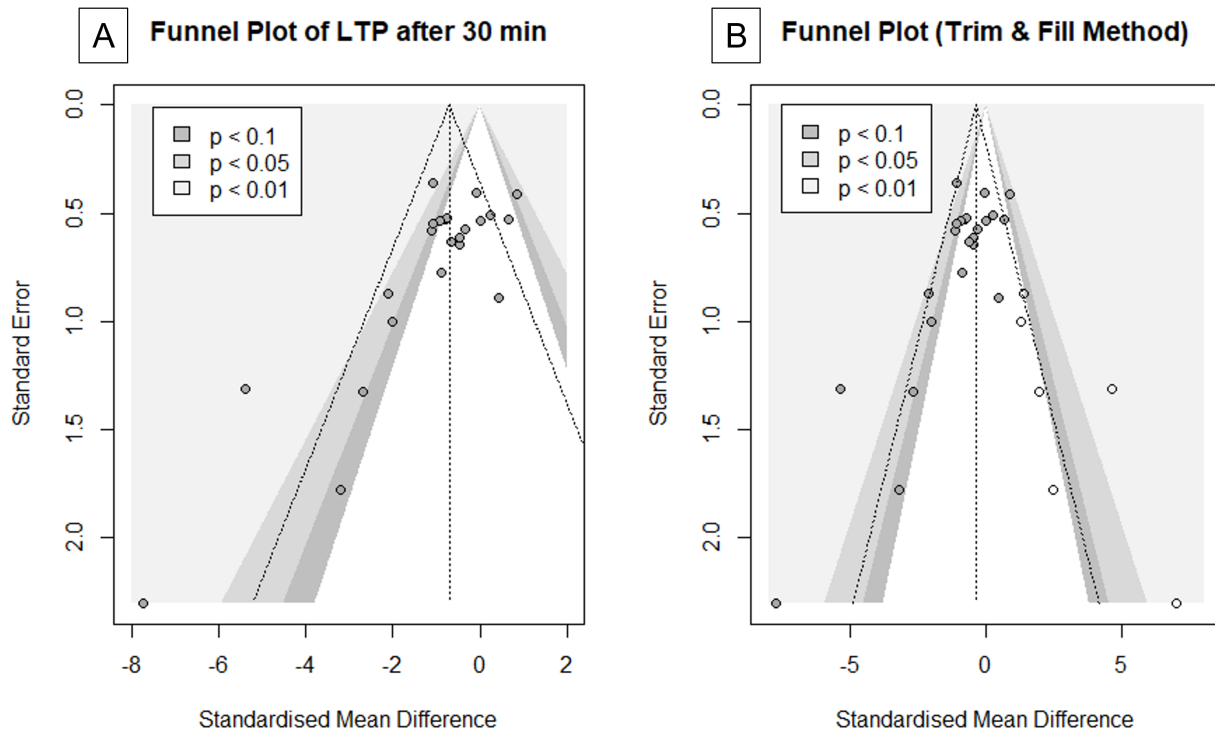 A
Funnel Plot of LTP after 30 min
p < 0.1
p < 0.05
p < 0.01
0.0
0.5
1.0
1.5
2.0
Standard Error
-8 -6 -4 -2 0 2
Standardised Mean Difference
B
Funnel Plot (Trim & Fill Method)
p < 0.1
p < 0.05
p < 0.01
0.0
0.5
1.0
1.5
2.0
Standard Error
-5 0 5
Standardised Mean Difference